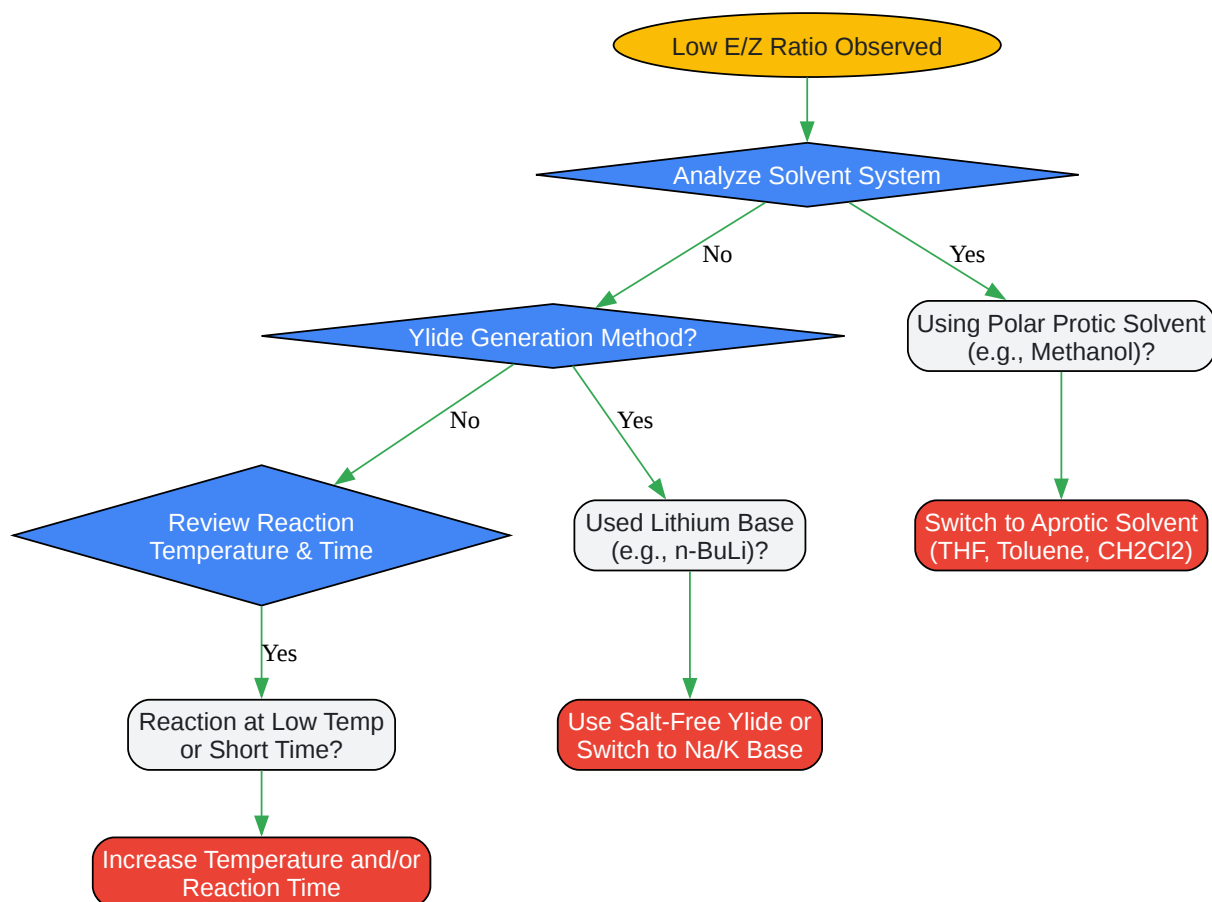 Low E/Z Ratio Observed
Analyze Solvent System
No
Yes
Ylide Generation Method?
Using Polar Protic Solvent
(e.g., Methanol)?
No
Yes
Review Reaction
Temperature & Time
Used Lithium Base
(e.g., n-BuLi)?
Switch to Aprotic Solvent
(THF, Toluene, CH2Cl2)
Yes
Reaction at Low Temp
or Short Time?
Use Salt-Free Ylide or
Switch to Na/K Base
Increase Temperature and/or
Reaction Time